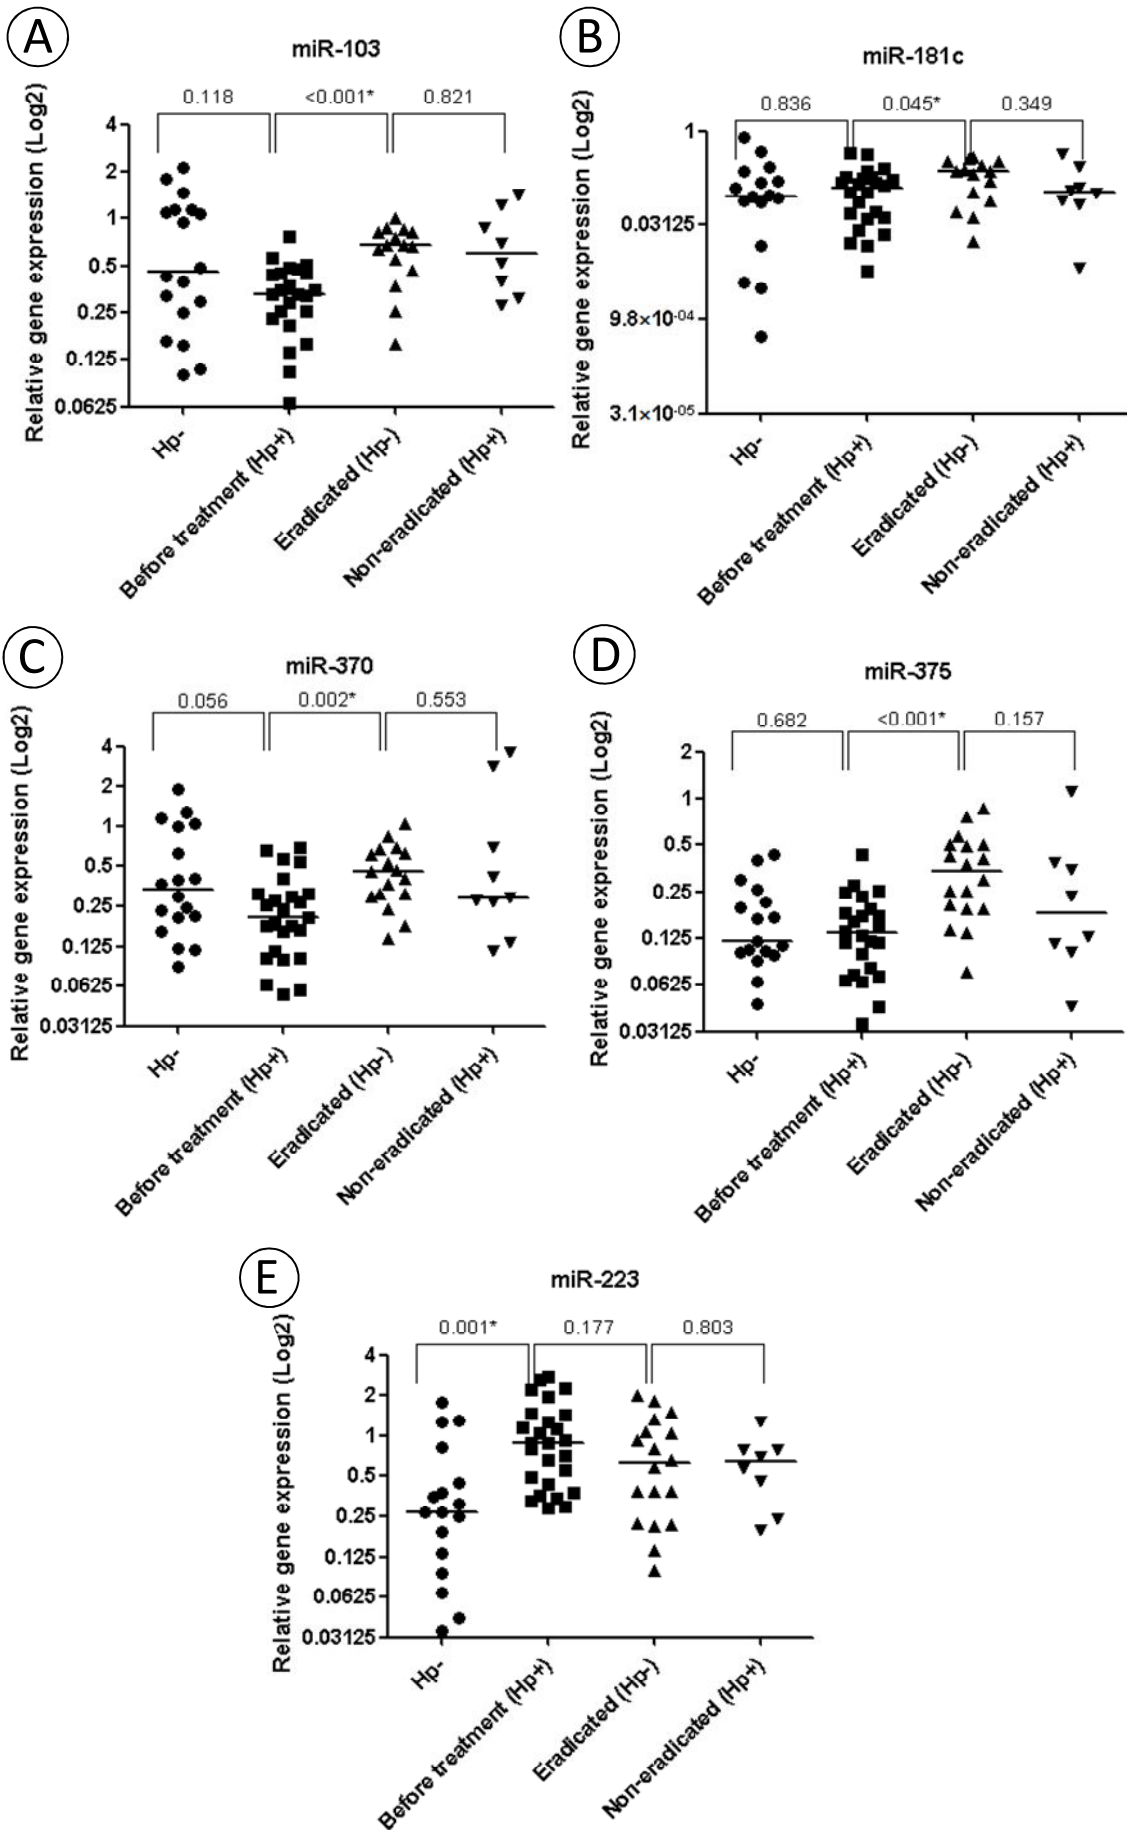 A
miR-103
0.118
<0.001*
0.821
Relative gene expression (Log2)
4
2
1
0.5
0.25
0.125
0.0625
Hp-
Before treatment (Hp+)
Eradicated (Hp-)
Non-eradicated (Hp+)
B
miR-181c
0.836
0.045*
0.349
Relative gene expression (Log2)
1
0.03125
9.8×10-04
3.1×10-05
Hp-
Before treatment (Hp+)
Eradicated (Hp-)
Non-eradicated (Hp+)
C
miR-370
0.056
0.002*
0.553
Relative gene expression (Log2)
4
2
1
0.5
0.25
0.125
0.0625
0.03125
Hp-
Before treatment (Hp+)
Eradicated (Hp-)
Non-eradicated (Hp+)
D
miR-375
0.682
<0.001*
0.157
Relative gene expression (Log2)
2
1
0.5
0.25
0.125
0.0625
0.03125
Hp-
Before treatment (Hp+)
Eradicated (Hp-)
Non-eradicated (Hp+)
E
miR-223
0.001*
0.177
0.803
Relative gene expression (Log2)
4
2
1
0.5
0.25
0.125
0.0625
0.03125
Hp-
Before treatment (Hp+)
Eradicated (Hp-)
Non-eradicated (Hp+)